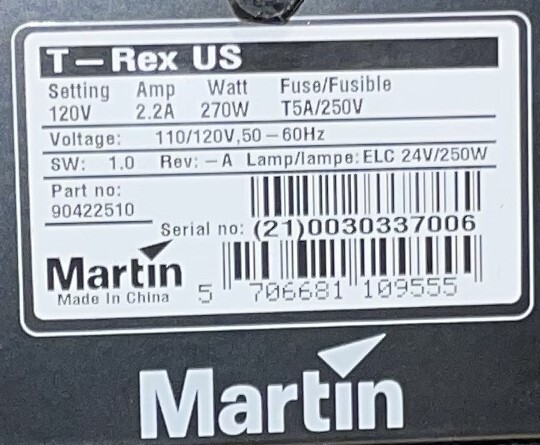 T-Rex US
Setting Amp Watt Fuse/Fusible
120V 2.2A 270W T5A/250V
Voltage: 110/120V,50-60Hz
SW: 1.0 Rev: -A Lamp/lampe: ELC 24V/250W
Part no:
90422510
Serial no: (21)0030337006
Martin
Made In China
5 706681 109555
Martin